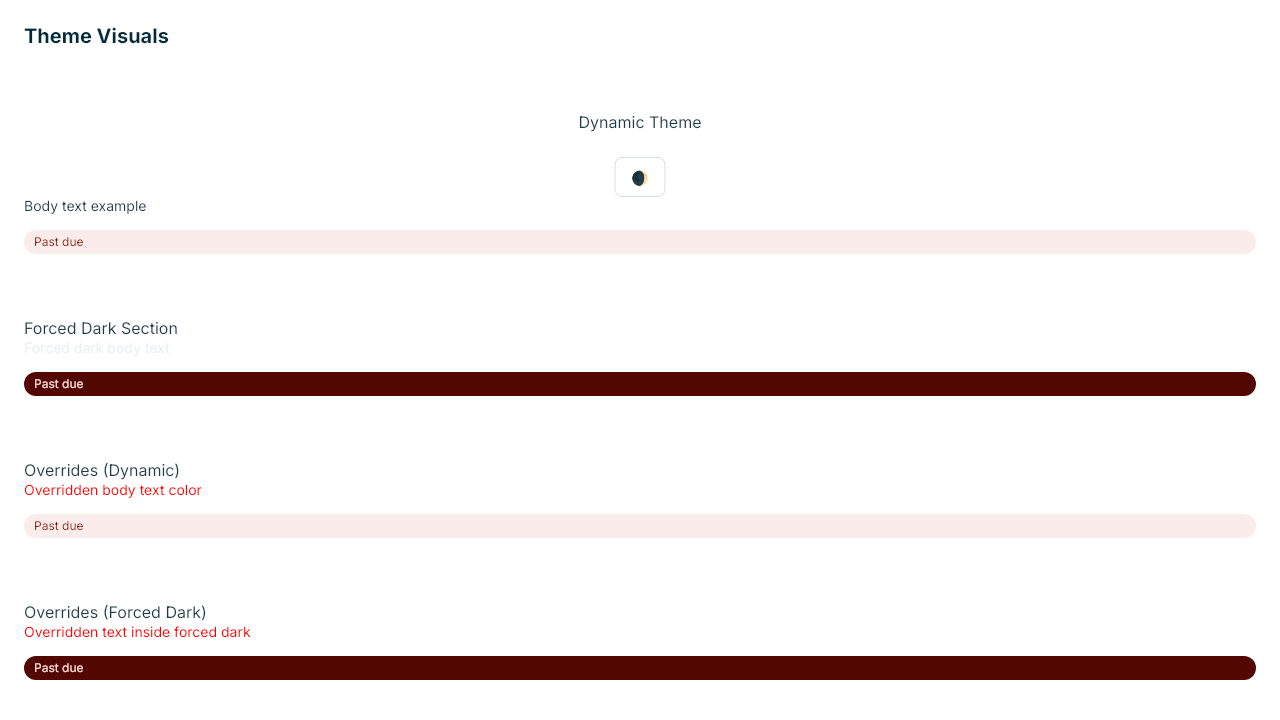 Theme Visuals
Dynamic Theme
Body text example
Past due
Forced Dark Section
Forced dark body text
Past due
Overrides (Dynamic)
Overridden body text color
Past due
Overrides (Forced Dark)
Overridden text inside forced dark
Past due